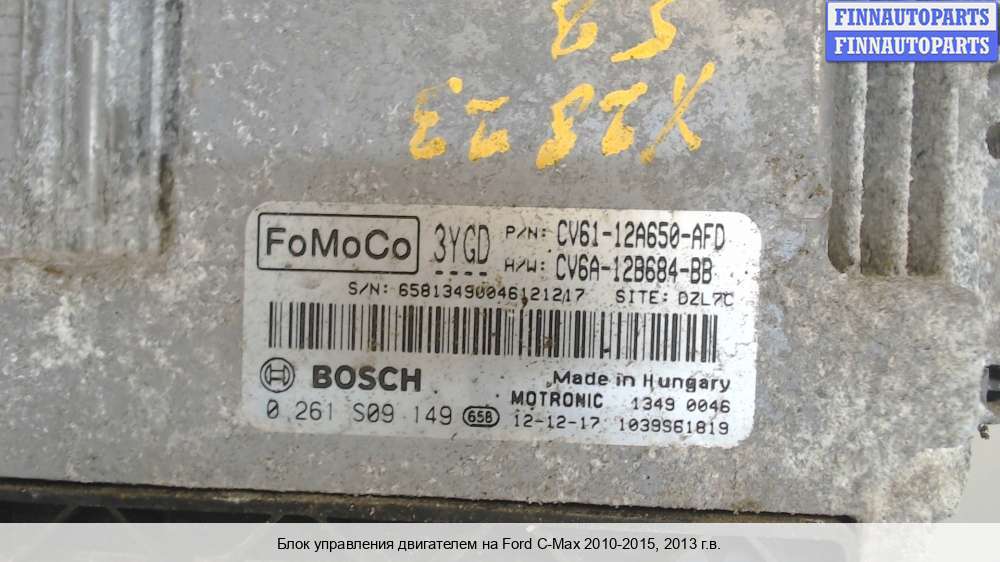 FINNAUTOPARTS
FINNAUTOPARTS
FoMoCo 3YGD P/N: CV61-12A650-AFD
H/W: CV6A-12B684-BB
S/N: 65813490046121217 SITE: DZL7C
BOSCH Made in Hungary
MOTRONIC 1349 0046
0 261 S09 149 65B 12-12-17 1039S61819
Блок управления двигателем на Ford C-Max 2010-2015, 2013 г.в.